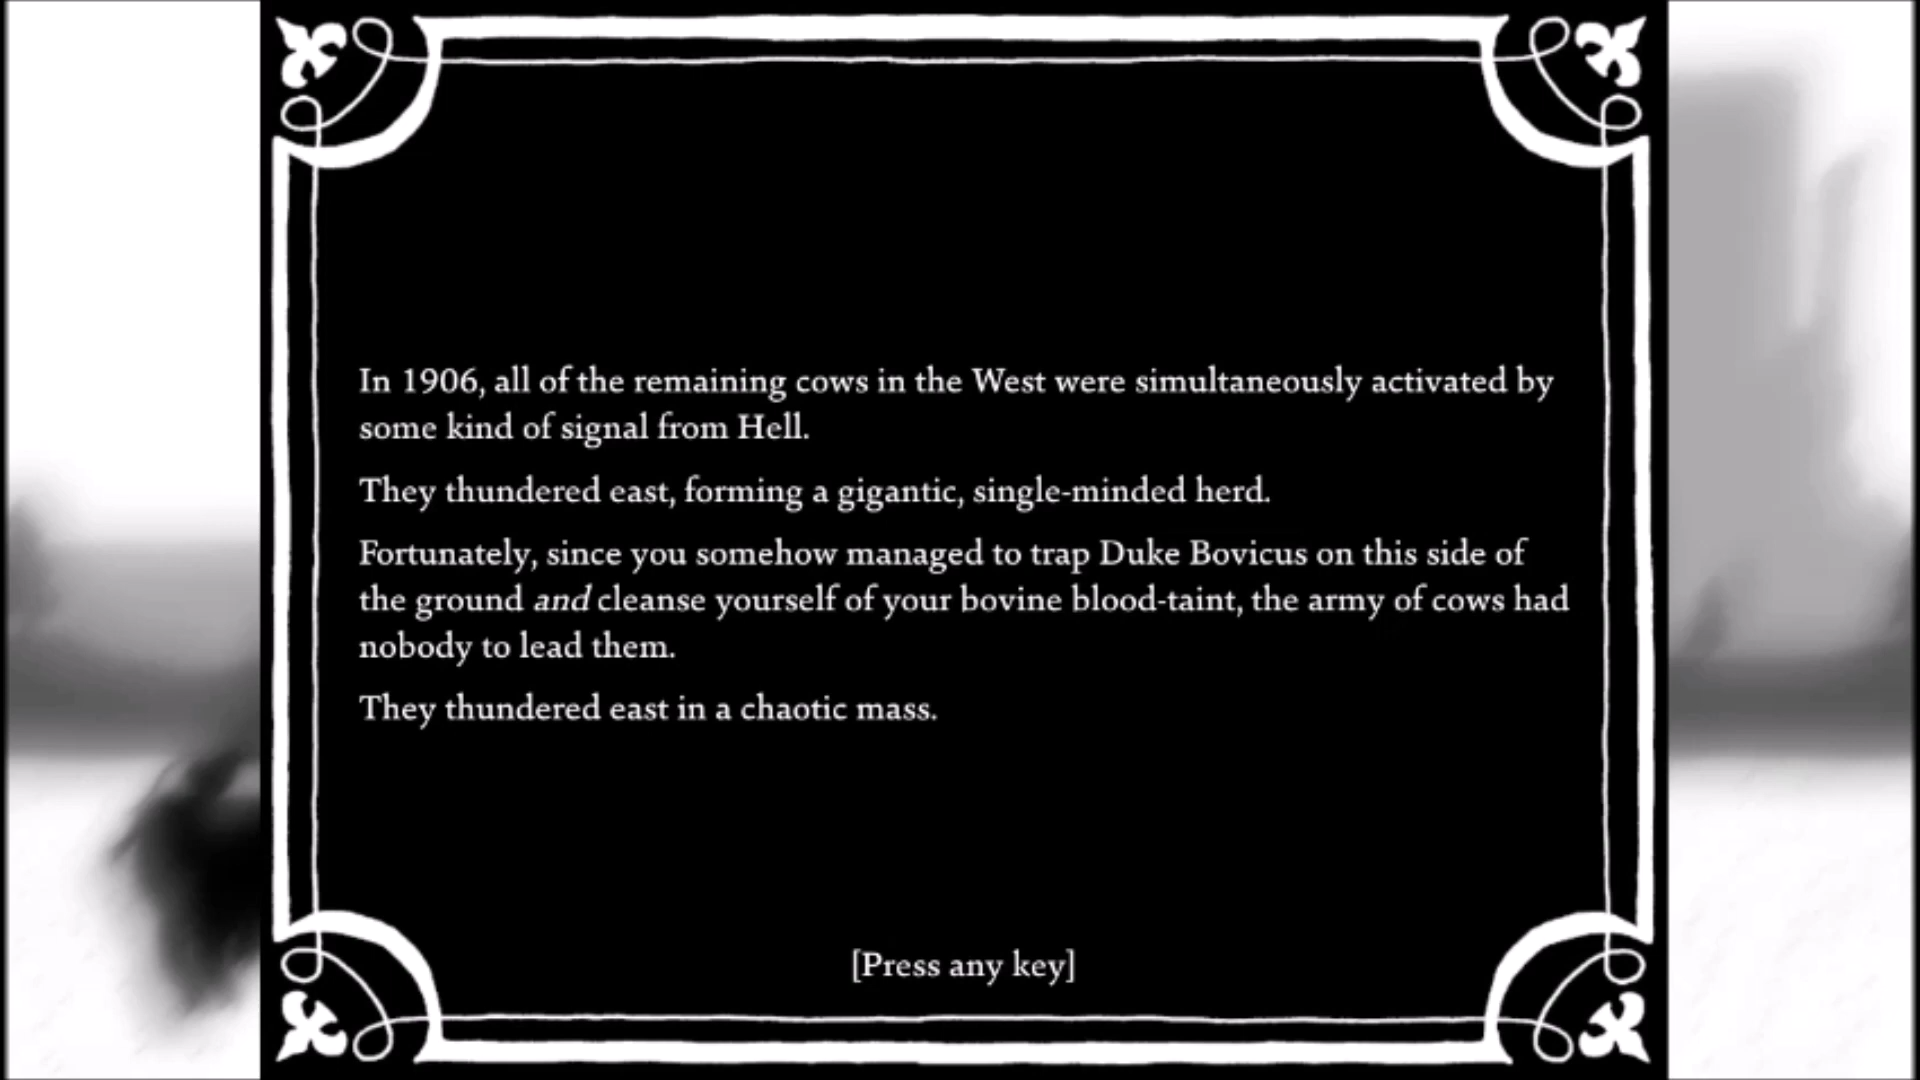 In 1906, all of the remaining cows in the West were simultaneously activated by
some kind of signal from Hell.
They thundered east, forming a gigantic, single-minded herd.
Fortunately, since you somehow managed to trap Duke Bovicus on this side of
the ground and cleanse yourself of your bovine blood-taint, the army of cows had
nobody to lead them.
They thundered east in a chaotic mass.
[Press any key]